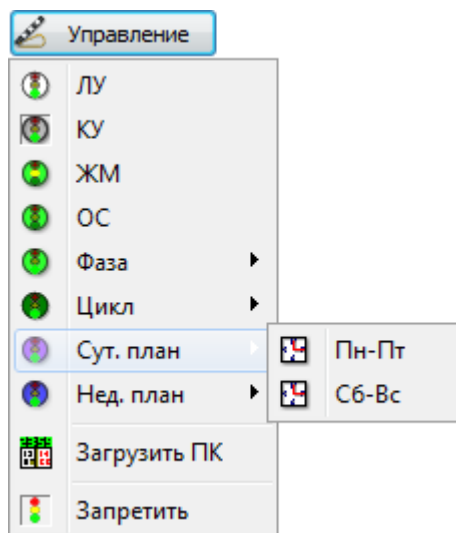 Управление
ЛУ
КУ
ЖМ
ОС
Фаза
Цикл
Сут. план
Пн-Пт
Нед. план
Сб-Вс
Загрузить ПК
Запретить